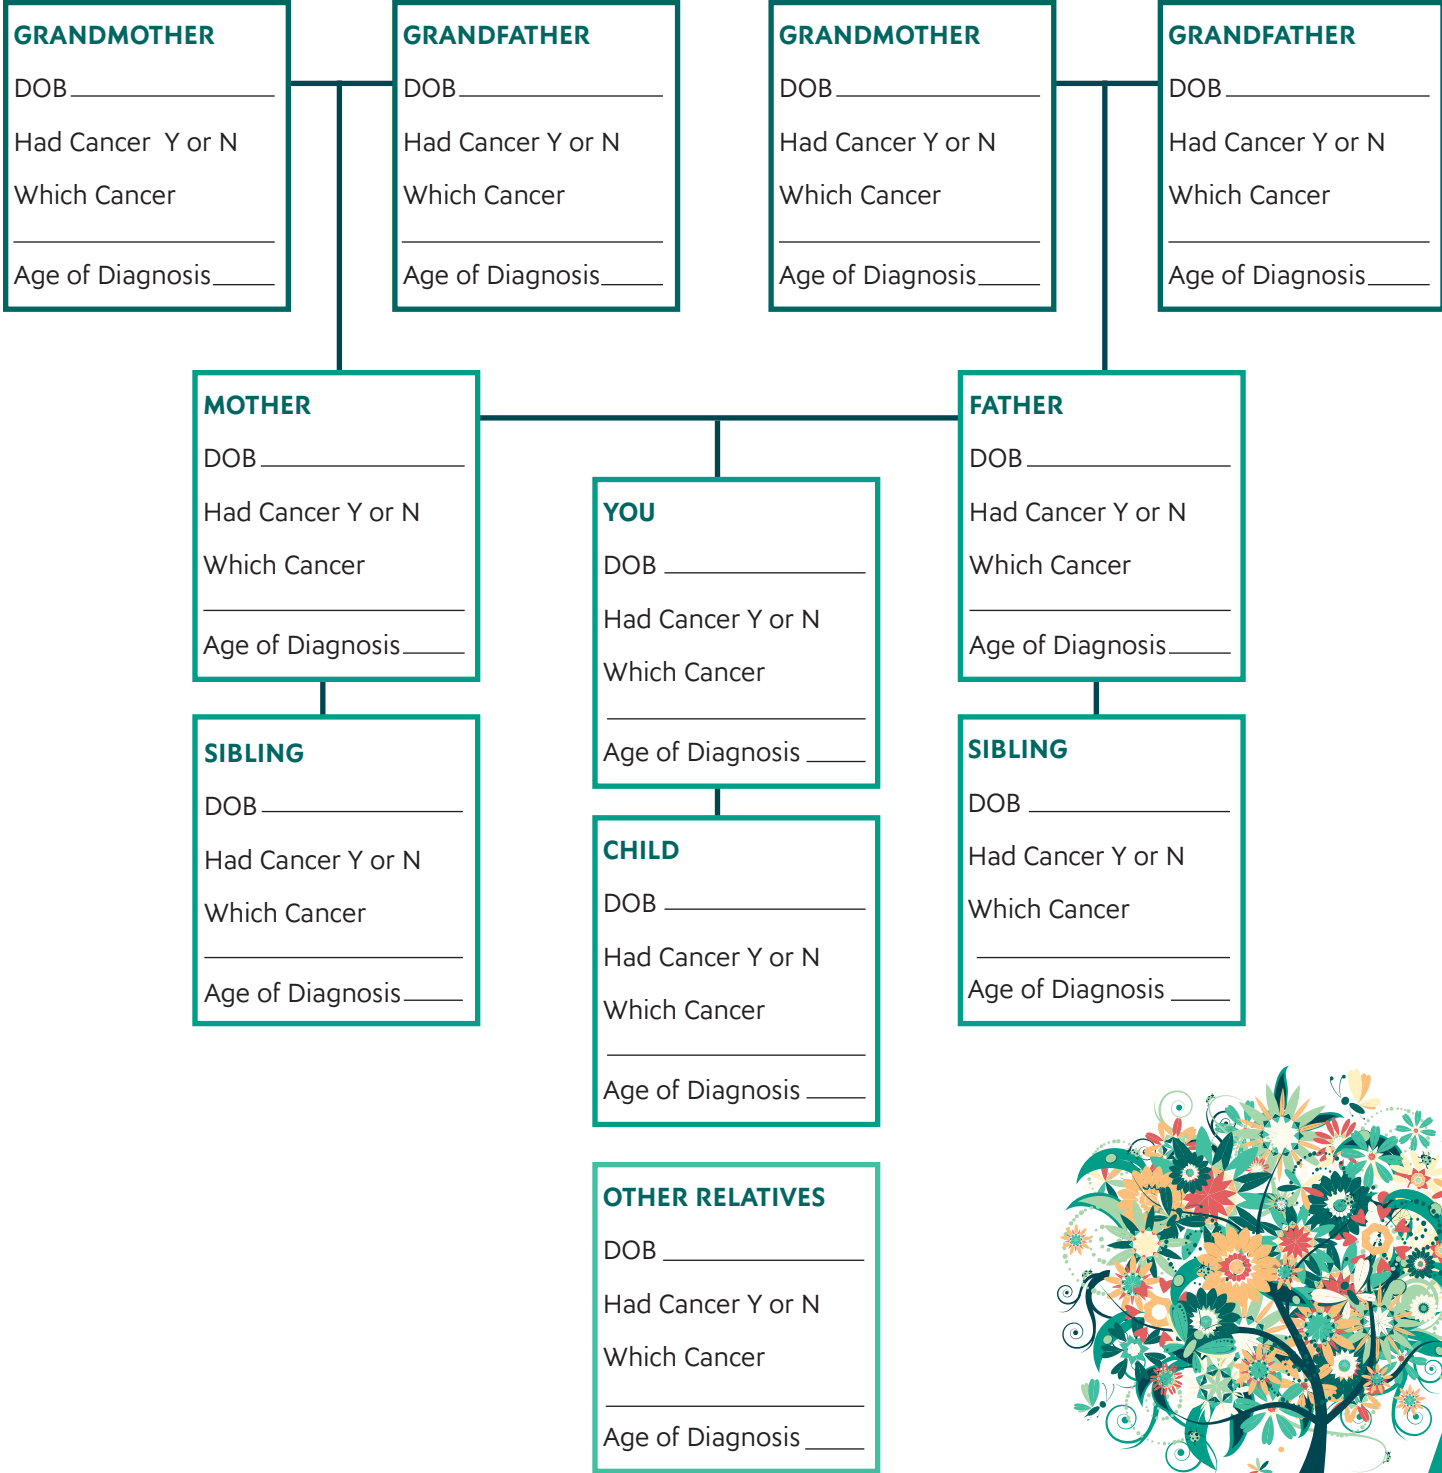 GRANDMOTHER
DOB
Had Cancer  Y or N
Which Cancer
Age of Diagnosis
GRANDFATHER
DOB
Had Cancer Y or N
Which Cancer
Age of Diagnosis
GRANDMOTHER
DOB
Had Cancer Y or N
Which Cancer
Age of Diagnosis
GRANDFATHER
DOB
Had Cancer Y or N
Which Cancer
Age of Diagnosis
MOTHER
DOB
Had Cancer Y or N
Which Cancer
Age of Diagnosis
FATHER
DOB
Had Cancer Y or N
Which Cancer
Age of Diagnosis
YOU
DOB
Had Cancer Y or N
Which Cancer
Age of Diagnosis
SIBLING
DOB
Had Cancer Y or N
Which Cancer
Age of Diagnosis
SIBLING
DOB
Had Cancer Y or N
Which Cancer
Age of Diagnosis
CHILD
DOB
Had Cancer Y or N
Which Cancer
Age of Diagnosis
OTHER RELATIVES
DOB
Had Cancer Y or N
Which Cancer
Age of Diagnosis